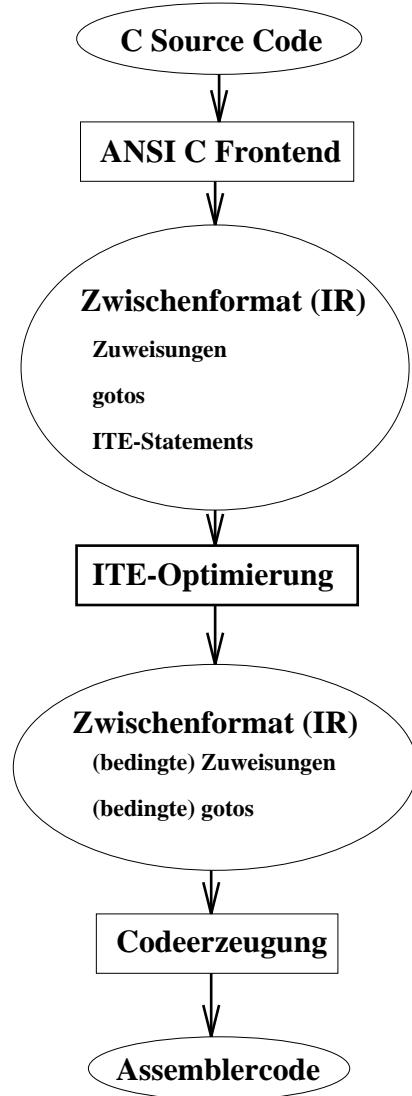 C Source Code
ANSI C Frontend
Zwischenformat (IR)
Zuweisungen
gotos
ITE-Statements
ITE-Optimierung
Zwischenformat (IR)
(bedingte) Zuweisungen
(bedingte) gotos
Codeerzeugung
Assemblercode